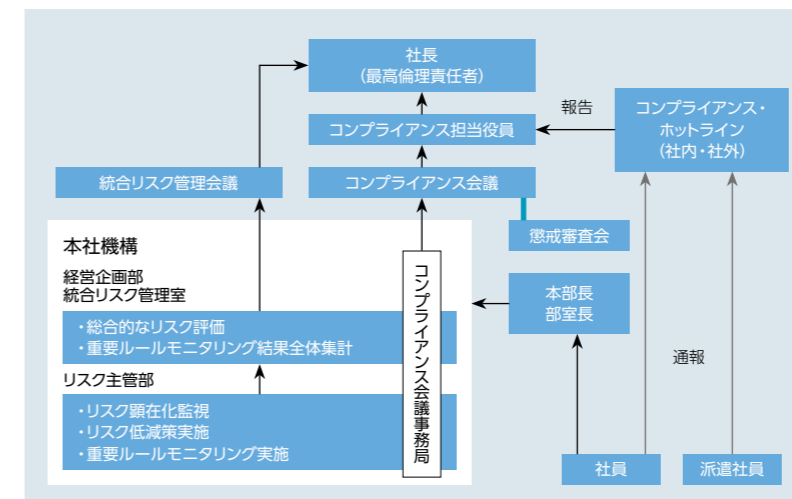 社長
（最高倫理責任者）
コンプライアンス担当役員
報告
コンプライアンス・
ホットライン
（社内・社外）
統合リスク管理会議
コンプライアンス会議
懲戒審査会
本社機構
経営企画部
統合リスク管理室
・総合的なリスク評価
・重要ルールモニタリング結果全体集計
リスク主管部
・リスク顕在化監視
・リスク低減策実施
・重要ルールモニタリング実施
コンプライアンス会議事務局
本部長
部室長
通報
社員
派遣社員